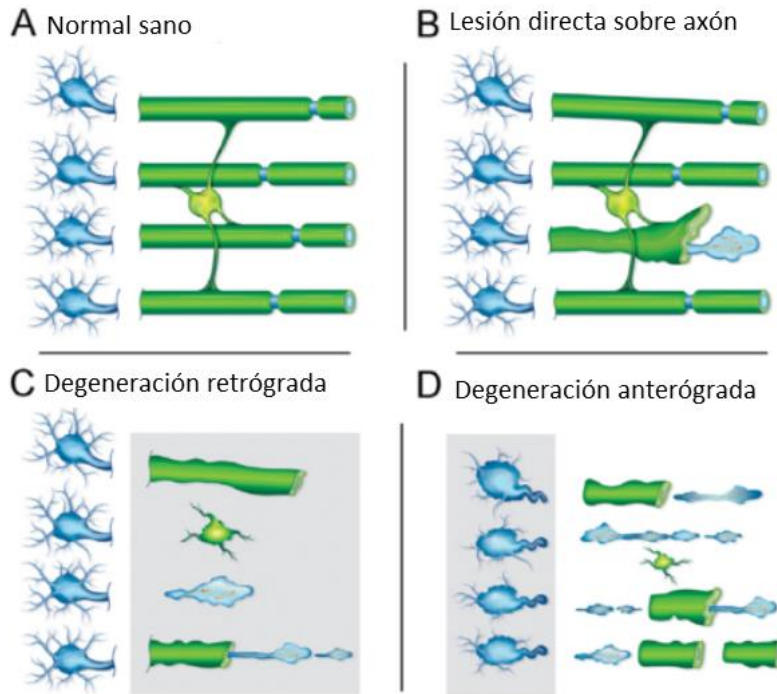 A Normal sano
B Lesión directa sobre axón
C Degeneración retrógrada
D Degeneración anterógrada